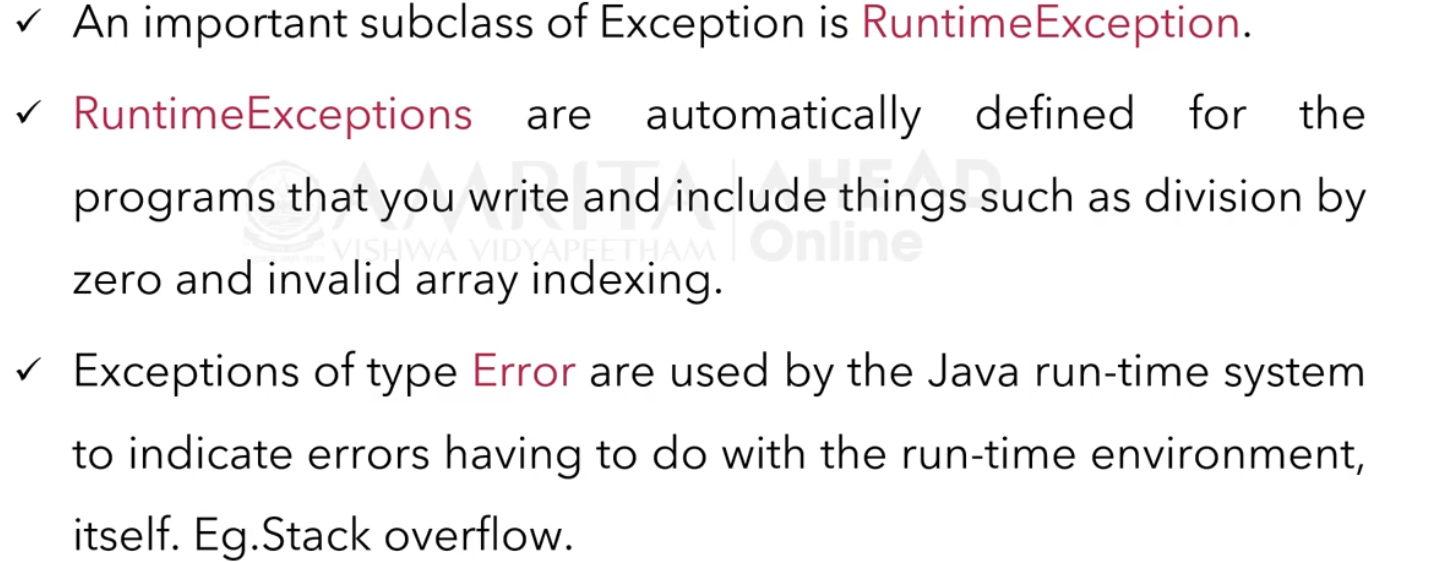 ✓ An important subclass of Exception is RuntimeException.
✓ RuntimeExceptions are automatically defined for the
programs that you write and include things such as division by
zero and invalid array indexing.
AMRITA AHEAD
VISHWA VIDYAPEETHAM Online
✓ Exceptions of type Error are used by the Java run-time system
to indicate errors having to do with the run-time environment,
itself. Eg.Stack overflow.